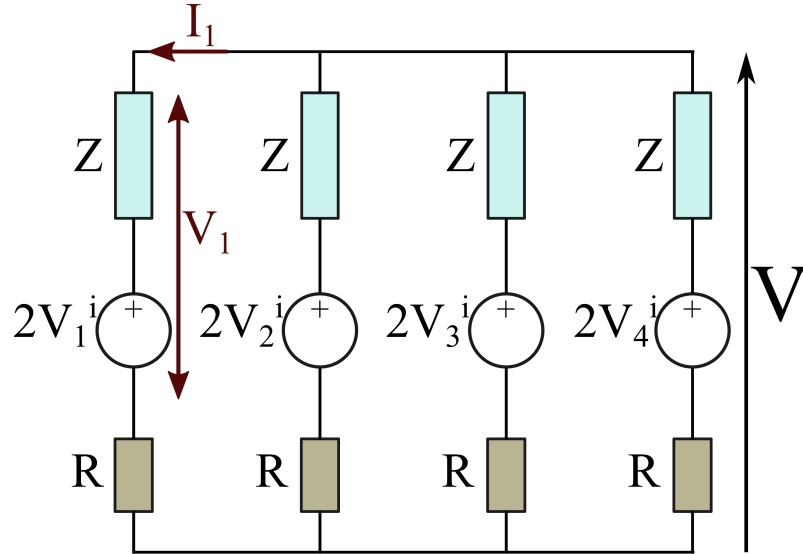 I₁
Z Z Z Z
V₁
V
2V₁ⁱ 2V₂ⁱ 2V₃ⁱ 2V₄ⁱ
+ + + +
R R R R